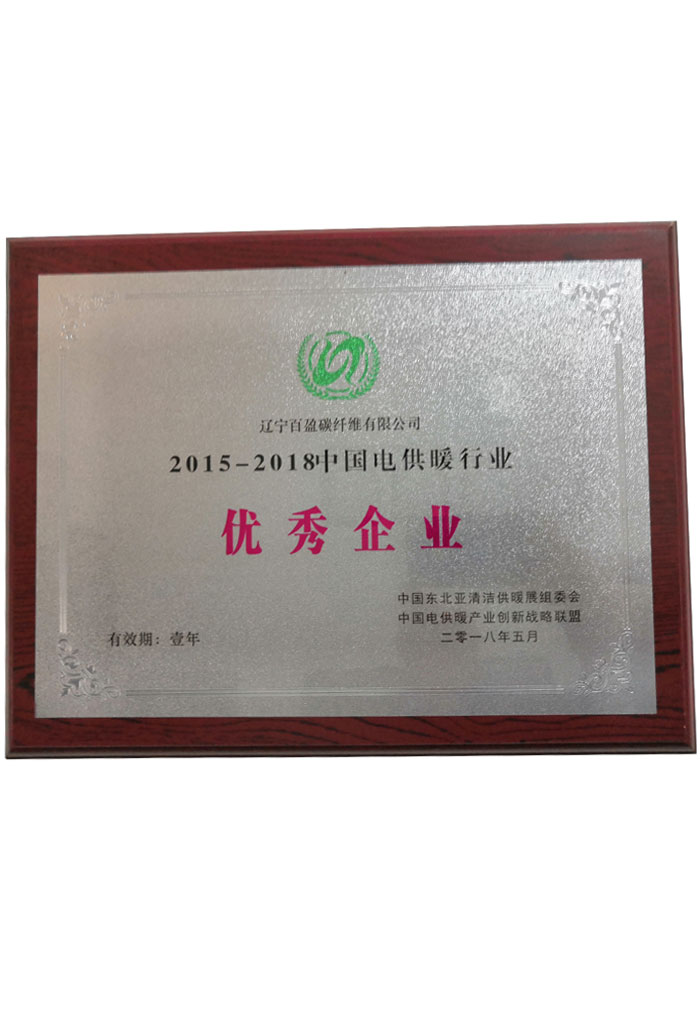 辽宁百盈碳纤维有限公司
2015-2018中国电供暖行业
优秀企业
中国东北亚清洁供暖展组委会
中国电供暖产业创新战略联盟
有效期：壹年
二零一八年五月